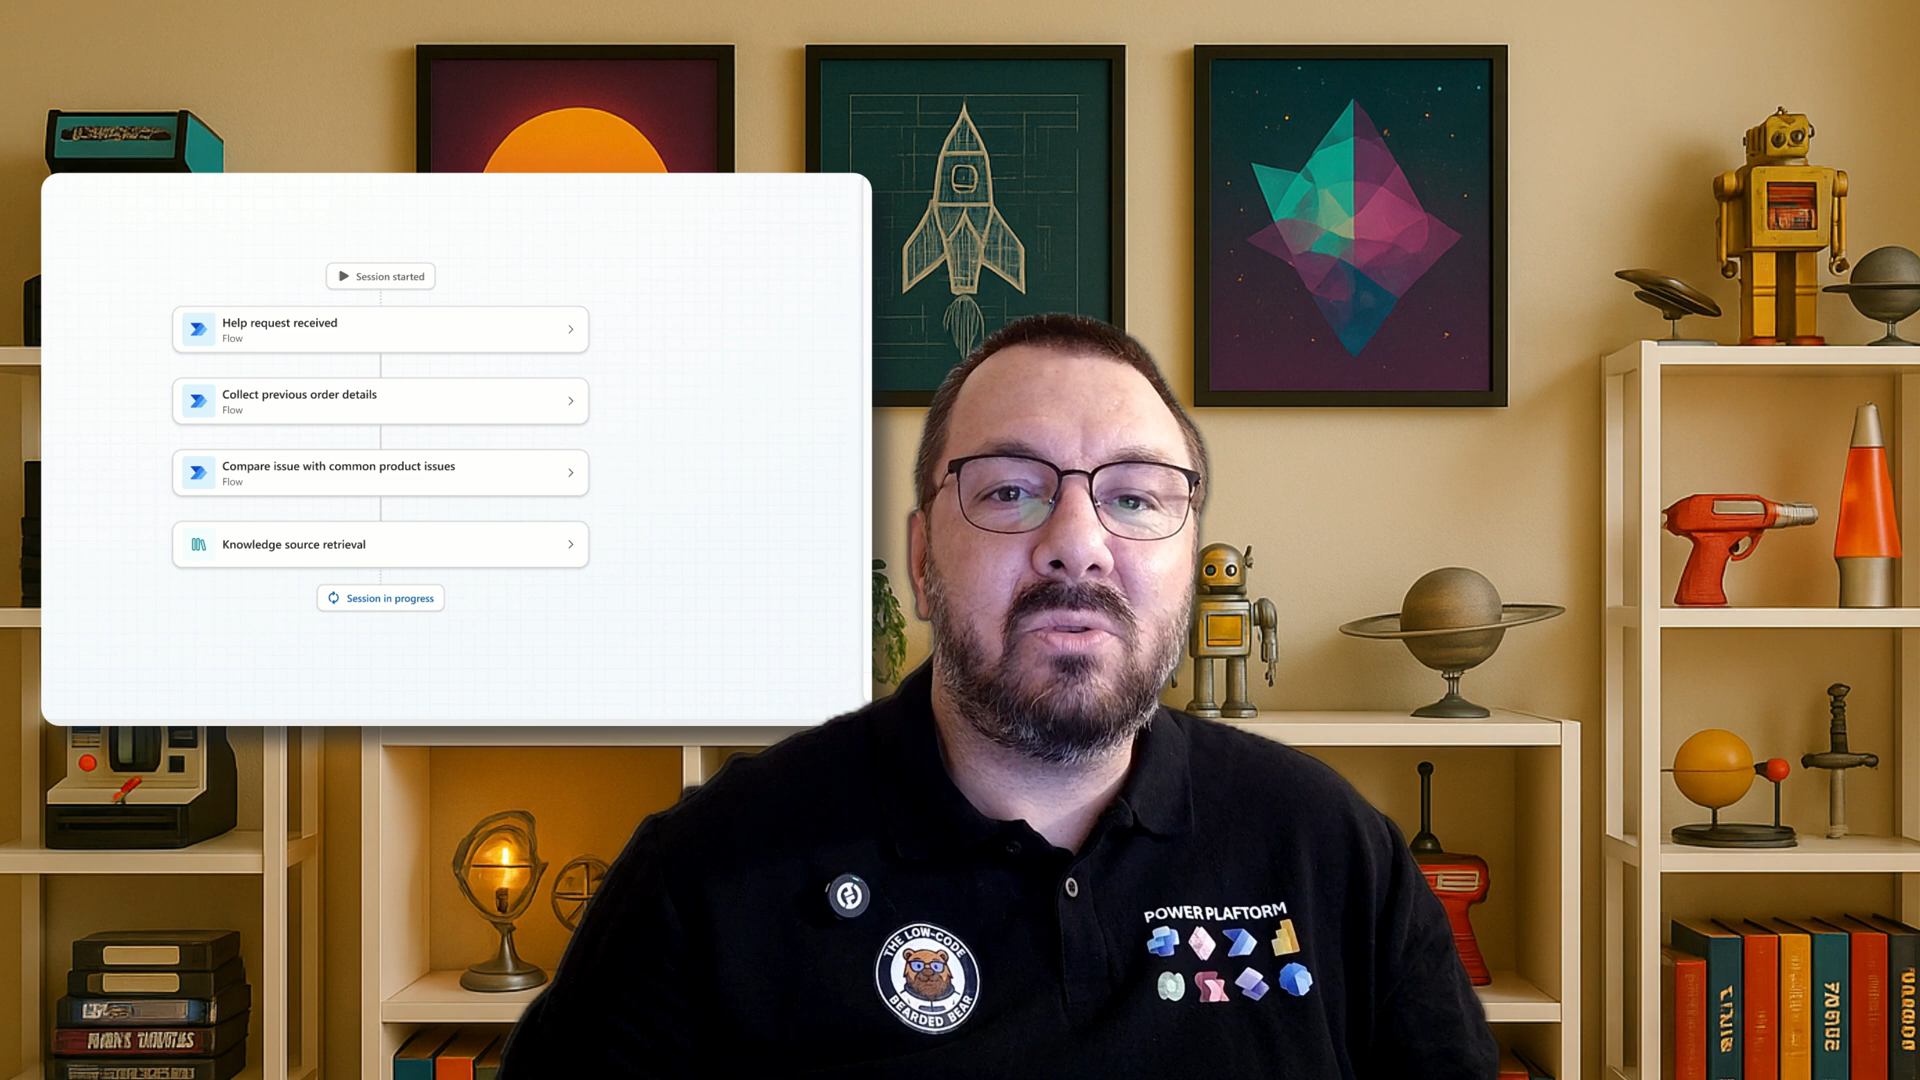 Session started
Help request received
Flow
Collect previous order details
Flow
Compare issue with common product issues
Flow
Knowledge source retrieval
Session in progress
THE LOW-CODE
BEARDED BEAR
POWER PLAFTORM